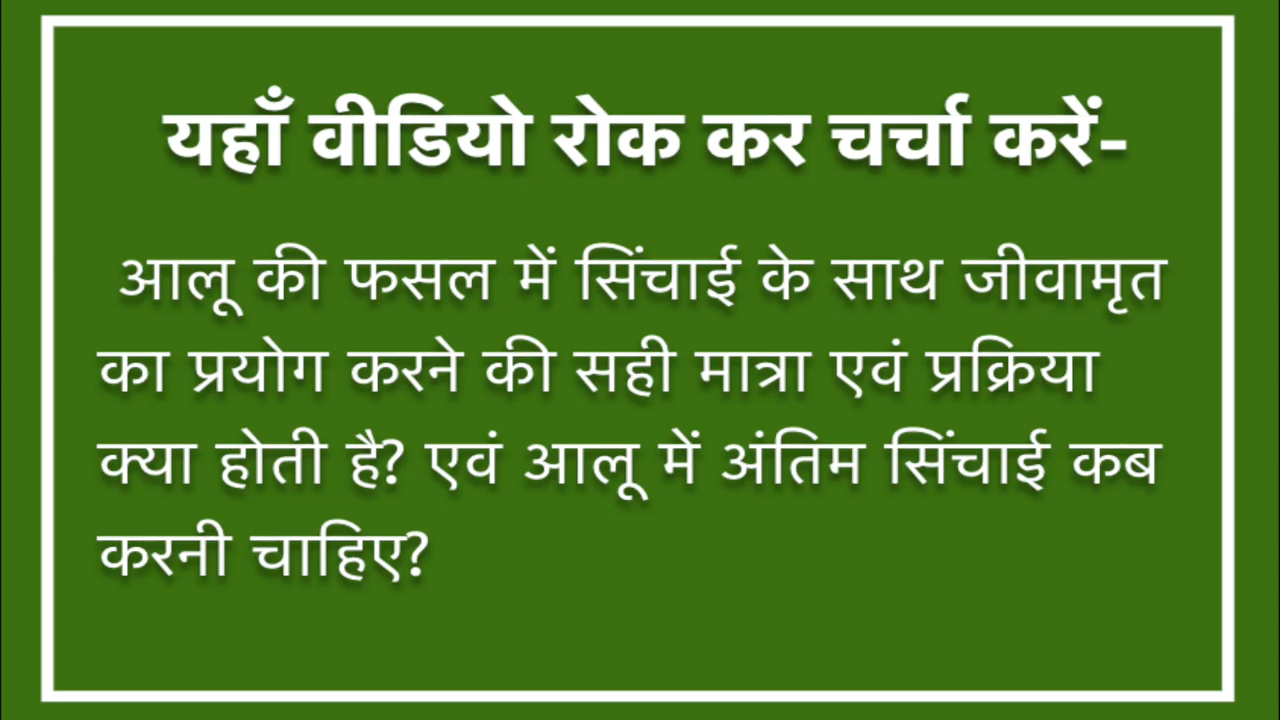 यहाँ वीडियो रोक कर चर्चा करें-
आलू की फसल में सिंचाई के साथ जीवामृत
का प्रयोग करने की सही मात्रा एवं प्रक्रिया
क्या होती है? एवं आलू में अंतिम सिंचाई कब
करनी चाहिए?